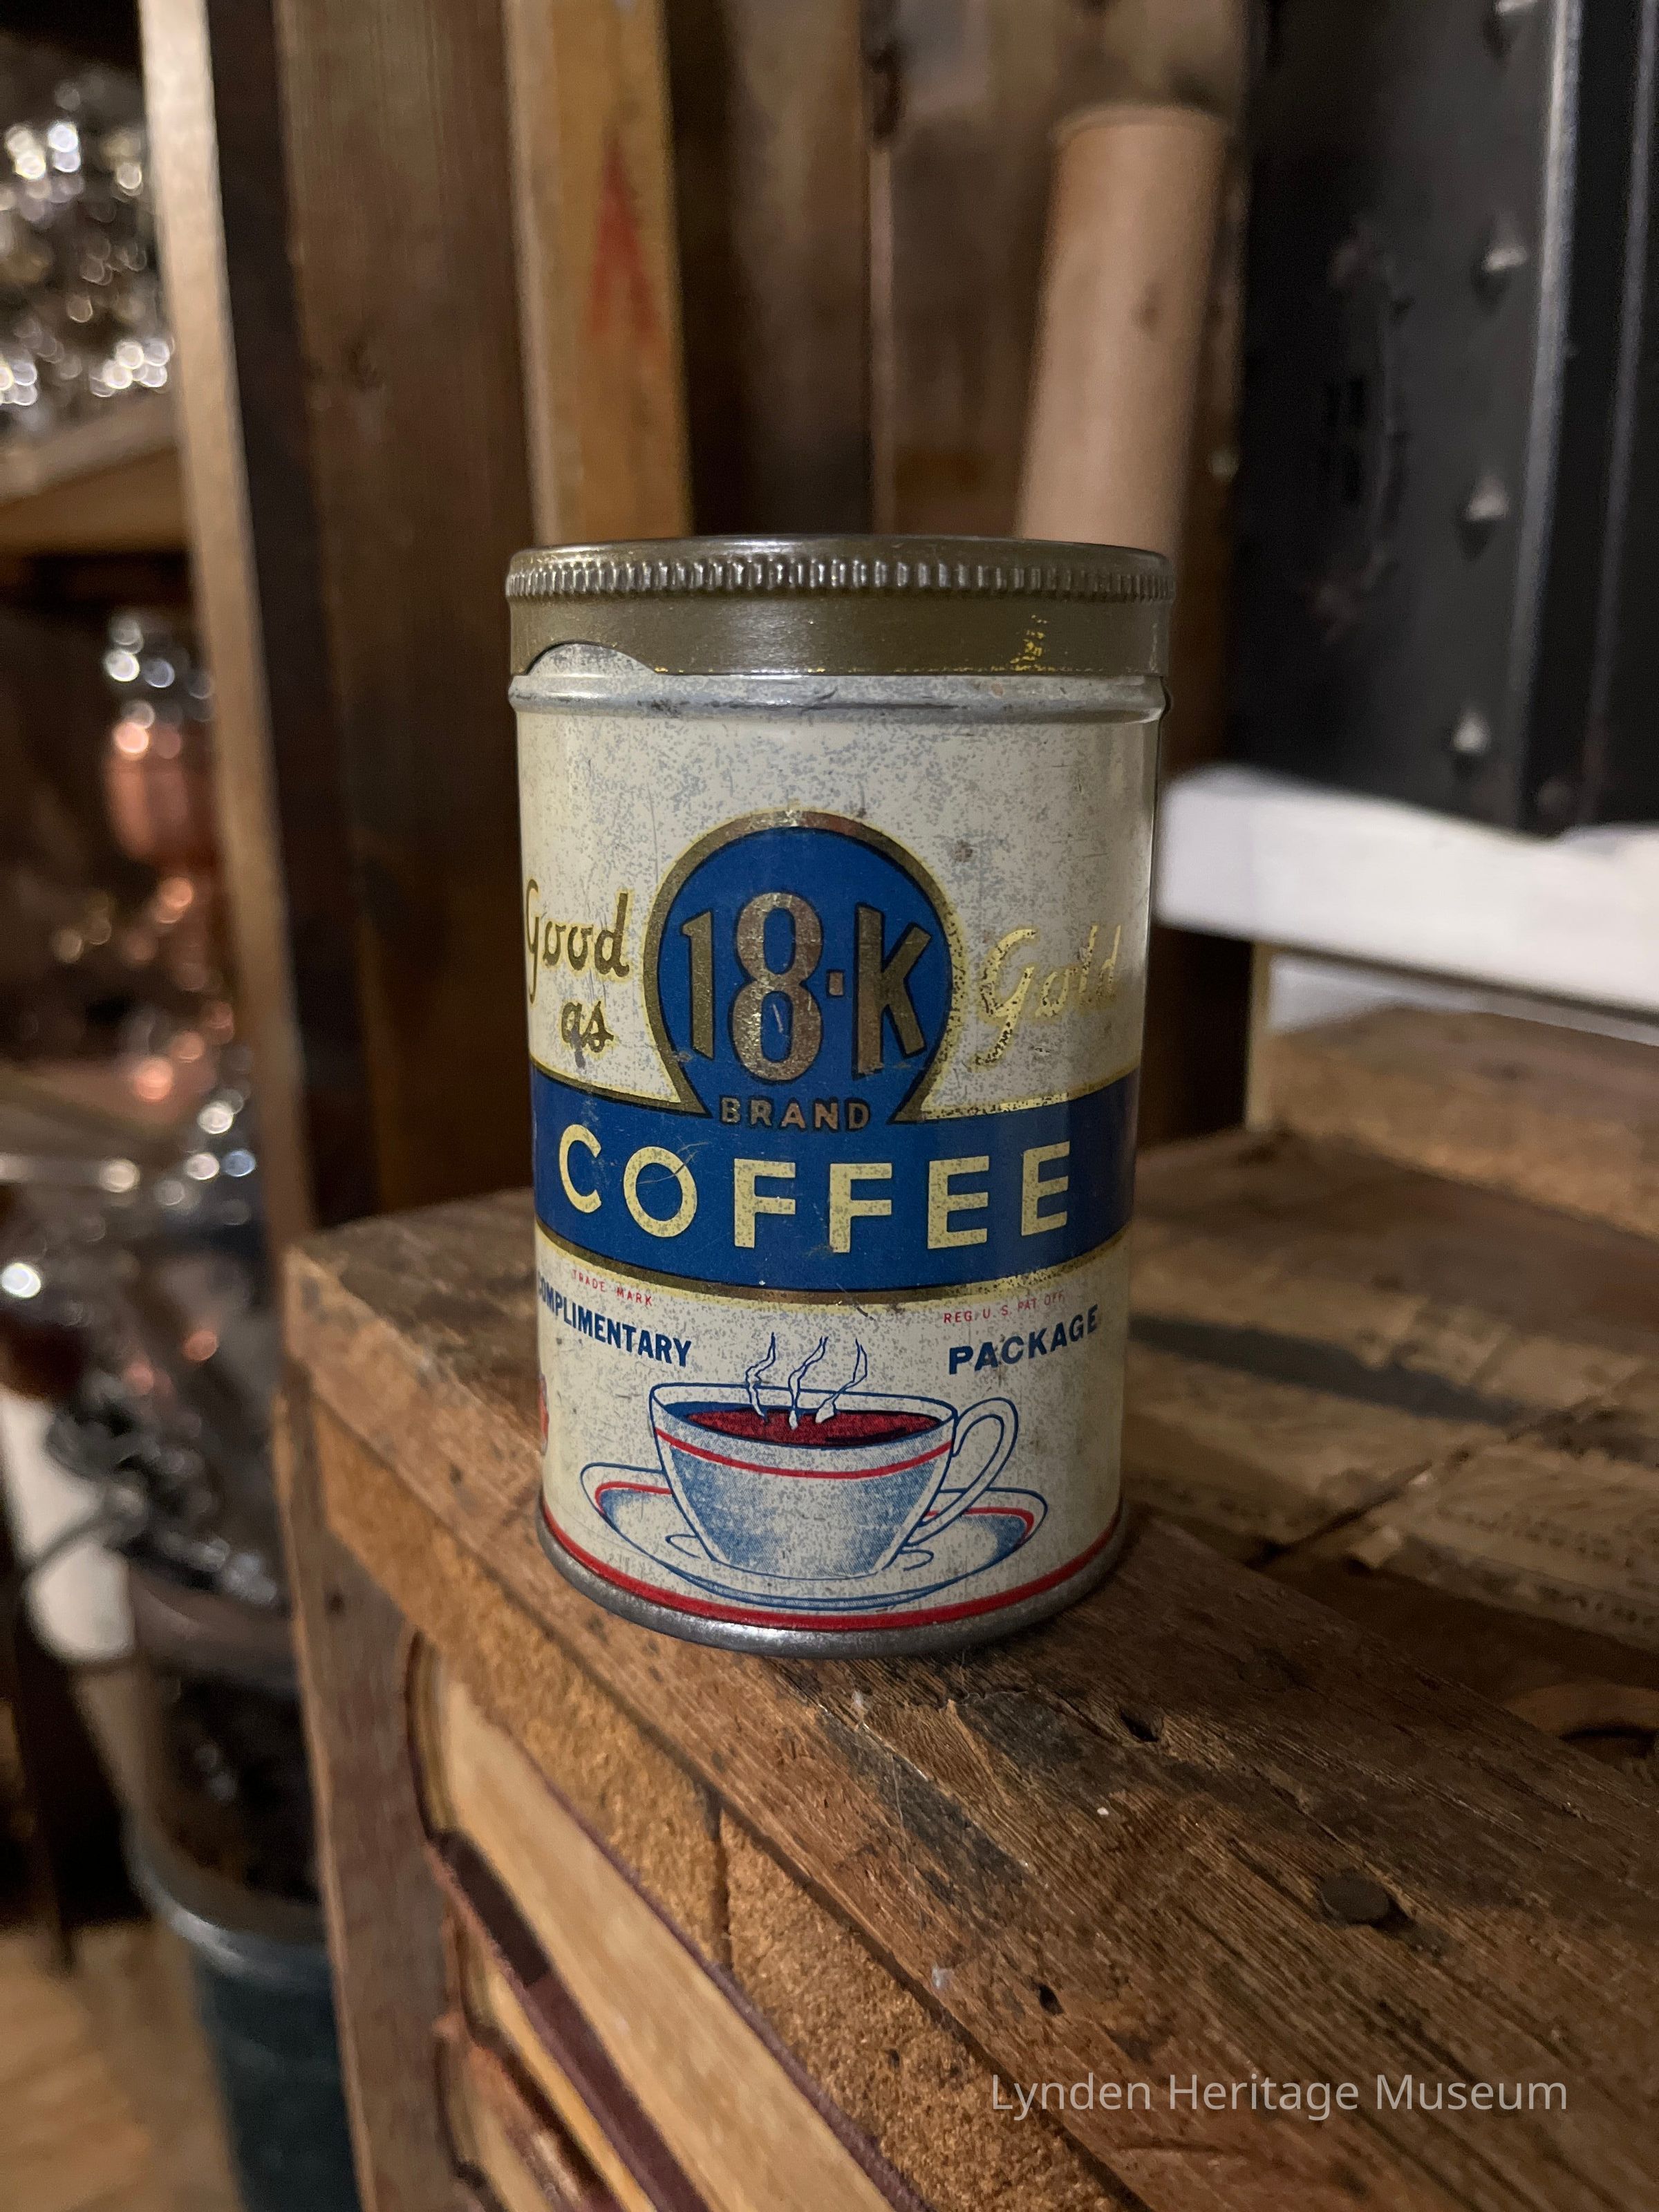 Good as 18·K Gold
BRAND
COFFEE
TRADE MARK REG. U. S. PAT. OFF.
COMPLIMENTARY PACKAGE
Lynden Heritage Museum